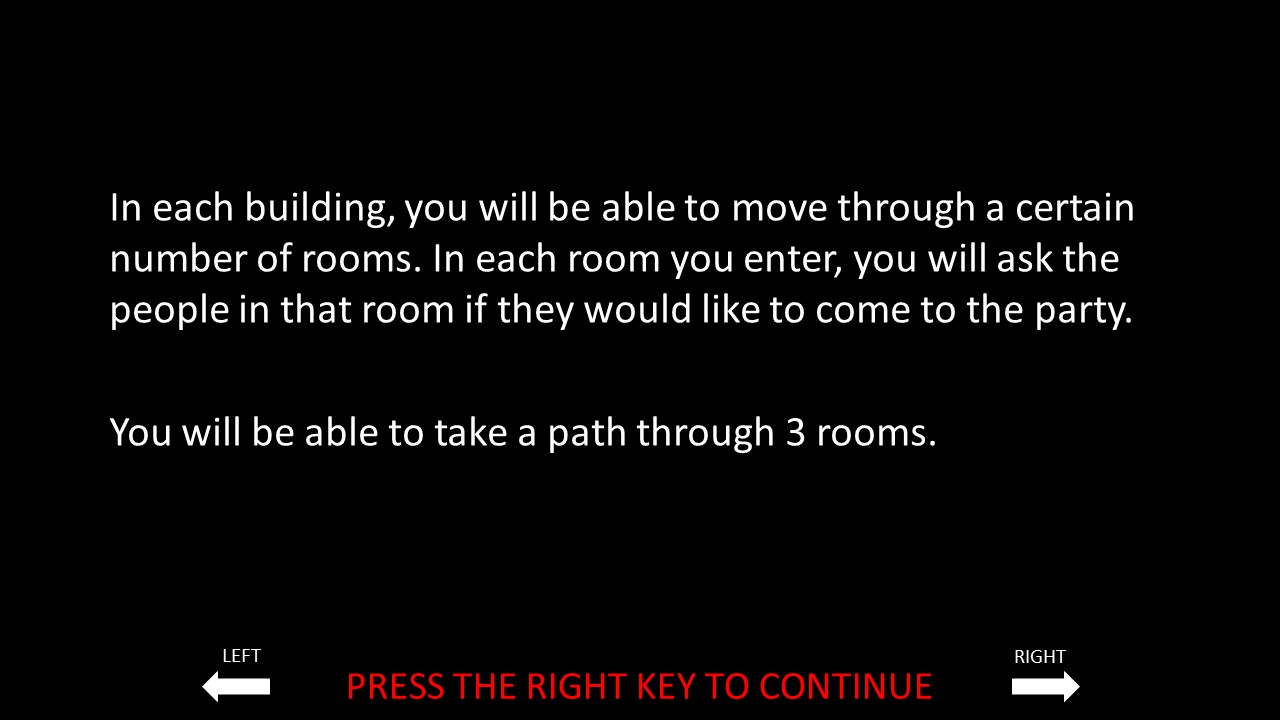 In each building, you will be able to move through a certain
number of rooms. In each room you enter, you will ask the
people in that room if they would like to come to the party.
You will be able to take a path through 3 rooms.
LEFT
RIGHT
PRESS THE RIGHT KEY TO CONTINUE